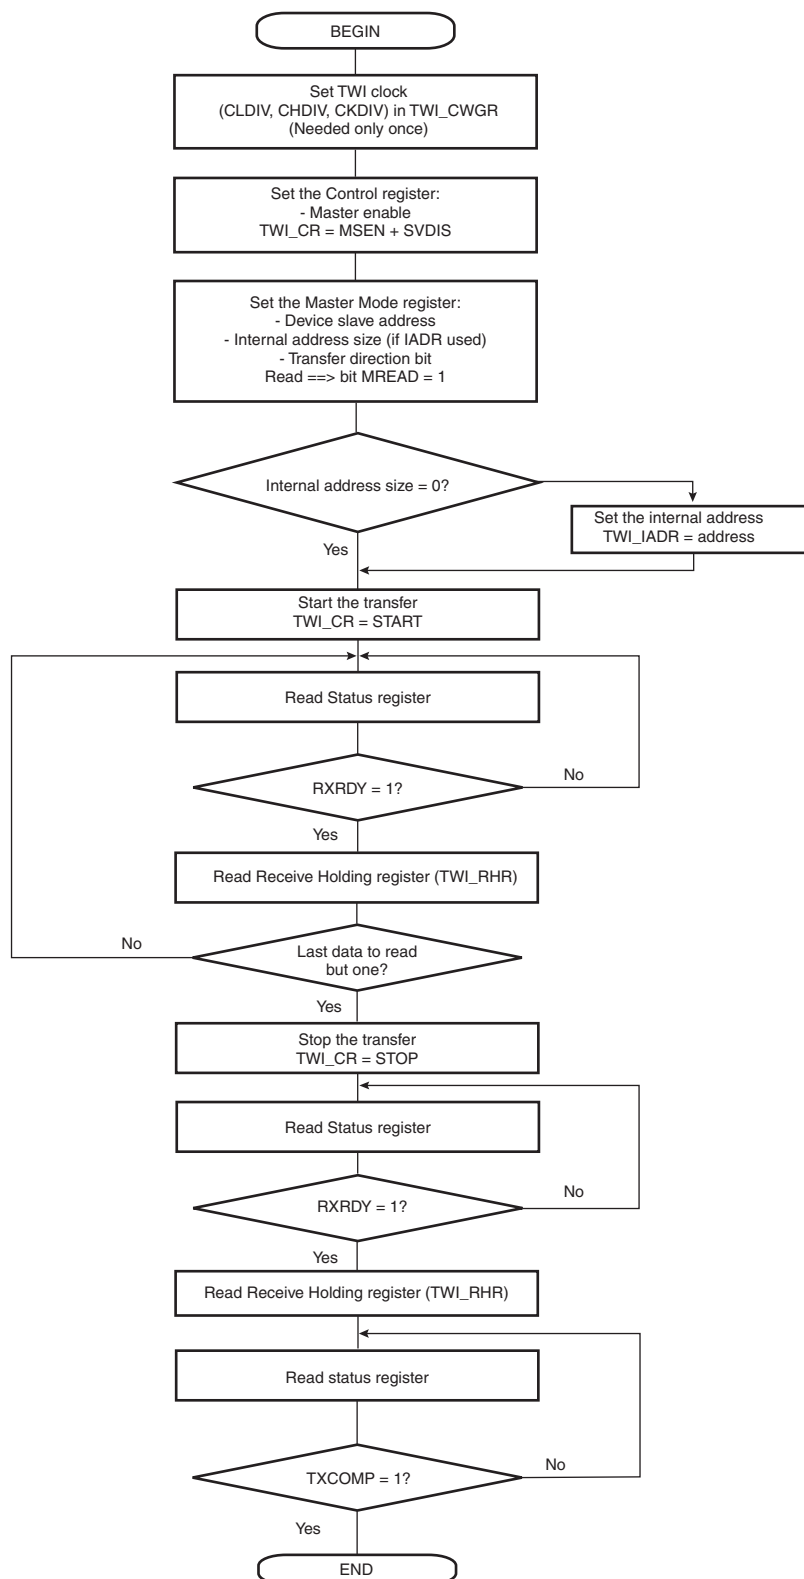 BEGIN
Set TWI clock
(CLDIV, CHDIV, CKDIV) in TWI_CWGR
(Needed only once)
Set the Control register:
- Master enable
TWI_CR = MSEN + SVDIS
Set the Master Mode register:
- Device slave address
- Internal address size (if IADR used)
- Transfer direction bit
Read ==> bit MREAD = 1
Internal address size = 0?
Set the internal address
TWI_IADR = address
Yes
Start the transfer
TWI_CR = START
Read Status register
RXRDY = 1?
No
Yes
Read Receive Holding register (TWI_RHR)
No
Last data to read
but one?
Yes
Stop the transfer
TWI_CR = STOP
Read Status register
RXRDY = 1?
No
Yes
Read Receive Holding register (TWI_RHR)
Read status register
TXCOMP = 1?
No
Yes
END